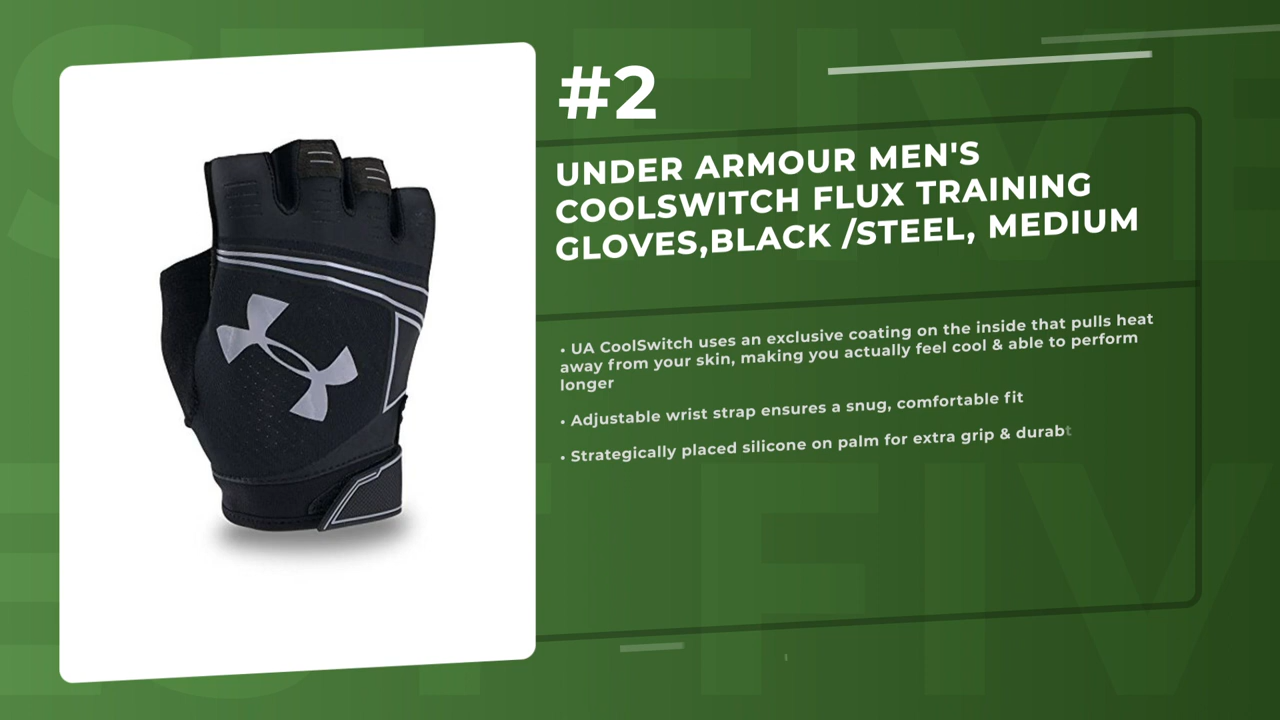 #2
UNDER ARMOUR MEN'S
COOLSWITCH FLUX TRAINING
GLOVES,BLACK /STEEL, MEDIUM
• UA CoolSwitch uses an exclusive coating on the inside that pulls heat
away from your skin, making you actually feel cool & able to perform
longer
• Adjustable wrist strap ensures a snug, comfortable fit
• Strategically placed silicone on palm for extra grip & durabt